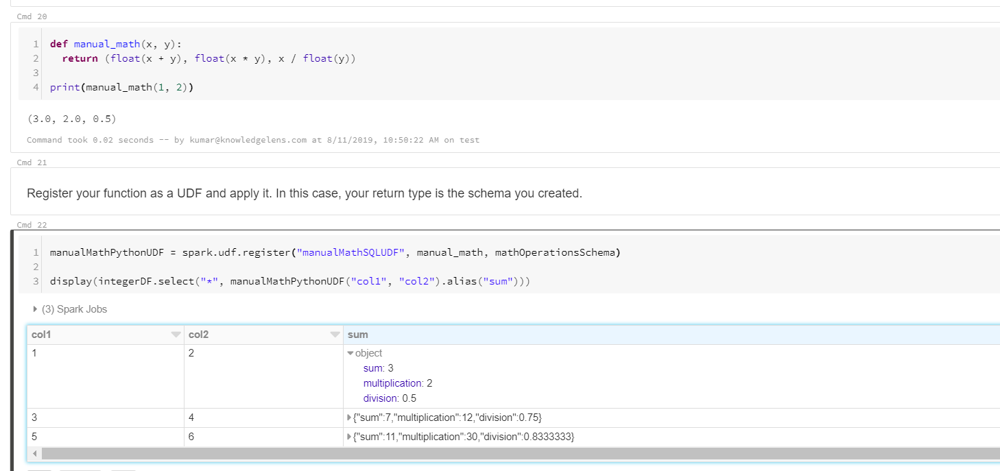 Cmd 20
1 def manual_math(x, y):
2 return (float(x + y), float(x * y), x / float(y))
3
4 print(manual_math(1, 2))
(3.0, 2.0, 0.5)
Command took 0.02 seconds -- by kumar@knowledgelens.com at 8/11/2019, 10:50:22 AM on test
Cmd 21
Register your function as a UDF and apply it. In this case, your return type is the schema you created.
Cmd 22
1 manualMathPythonUDF = spark.udf.register("manualMathSQLUDF", manual_math, mathOperationsSchema)
2
3 display(integerDF.select("*", manualMathPythonUDF("col1", "col2").alias("sum")))
(3) Spark Jobs
col1 col2 sum
1 2 object
sum: 3
multiplication: 2
division: 0.5
3 4 {"sum":7,"multiplication":12,"division":0.75}
5 6 {"sum":11,"multiplication":30,"division":0.8333333}